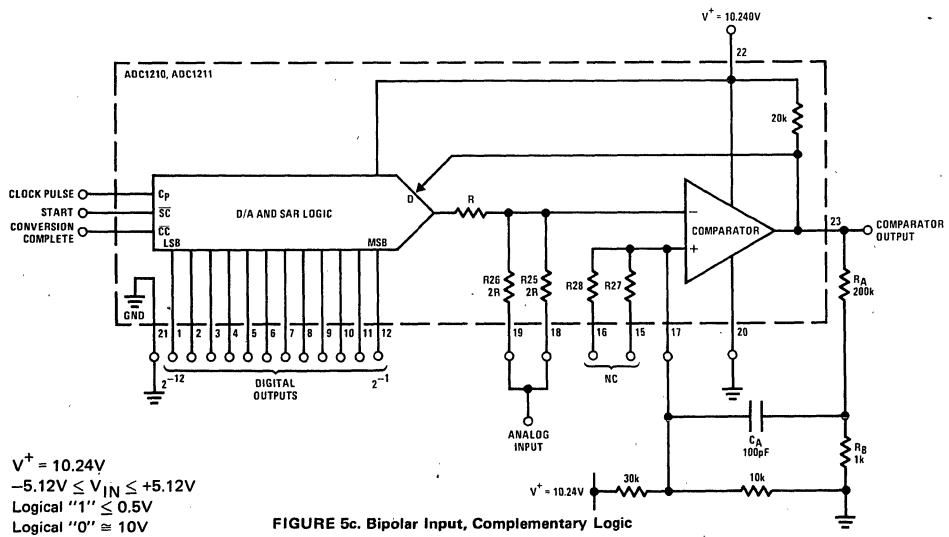 V+ = 10.240V
22
ADC1210, ADC1211
20k
CLOCK PULSE
START
CONVERSION
COMPLETE
CP
SC
CC
D/A AND SAR LOGIC
D
LSB
MSB
R
−
+
COMPARATOR
23
COMPARATOR
OUTPUT
R26
2R
R25
2R
R28
R27
RA
200k
GND
21 1 2 3 4 5 6 7 8 9 10 11 12
19 18 16 15 17 20
2−12
2−1
DIGITAL
OUTPUTS
NC
ANALOG
INPUT
CA
100pF
RB
1k
V+ = 10.24V
30k
10k
V+ = 10.24V
−5.12V ≤ VIN ≤ +5.12V
Logical "1" ≤ 0.5V
Logical "0" ≅ 10V
FIGURE 5c. Bipolar Input, Complementary Logic